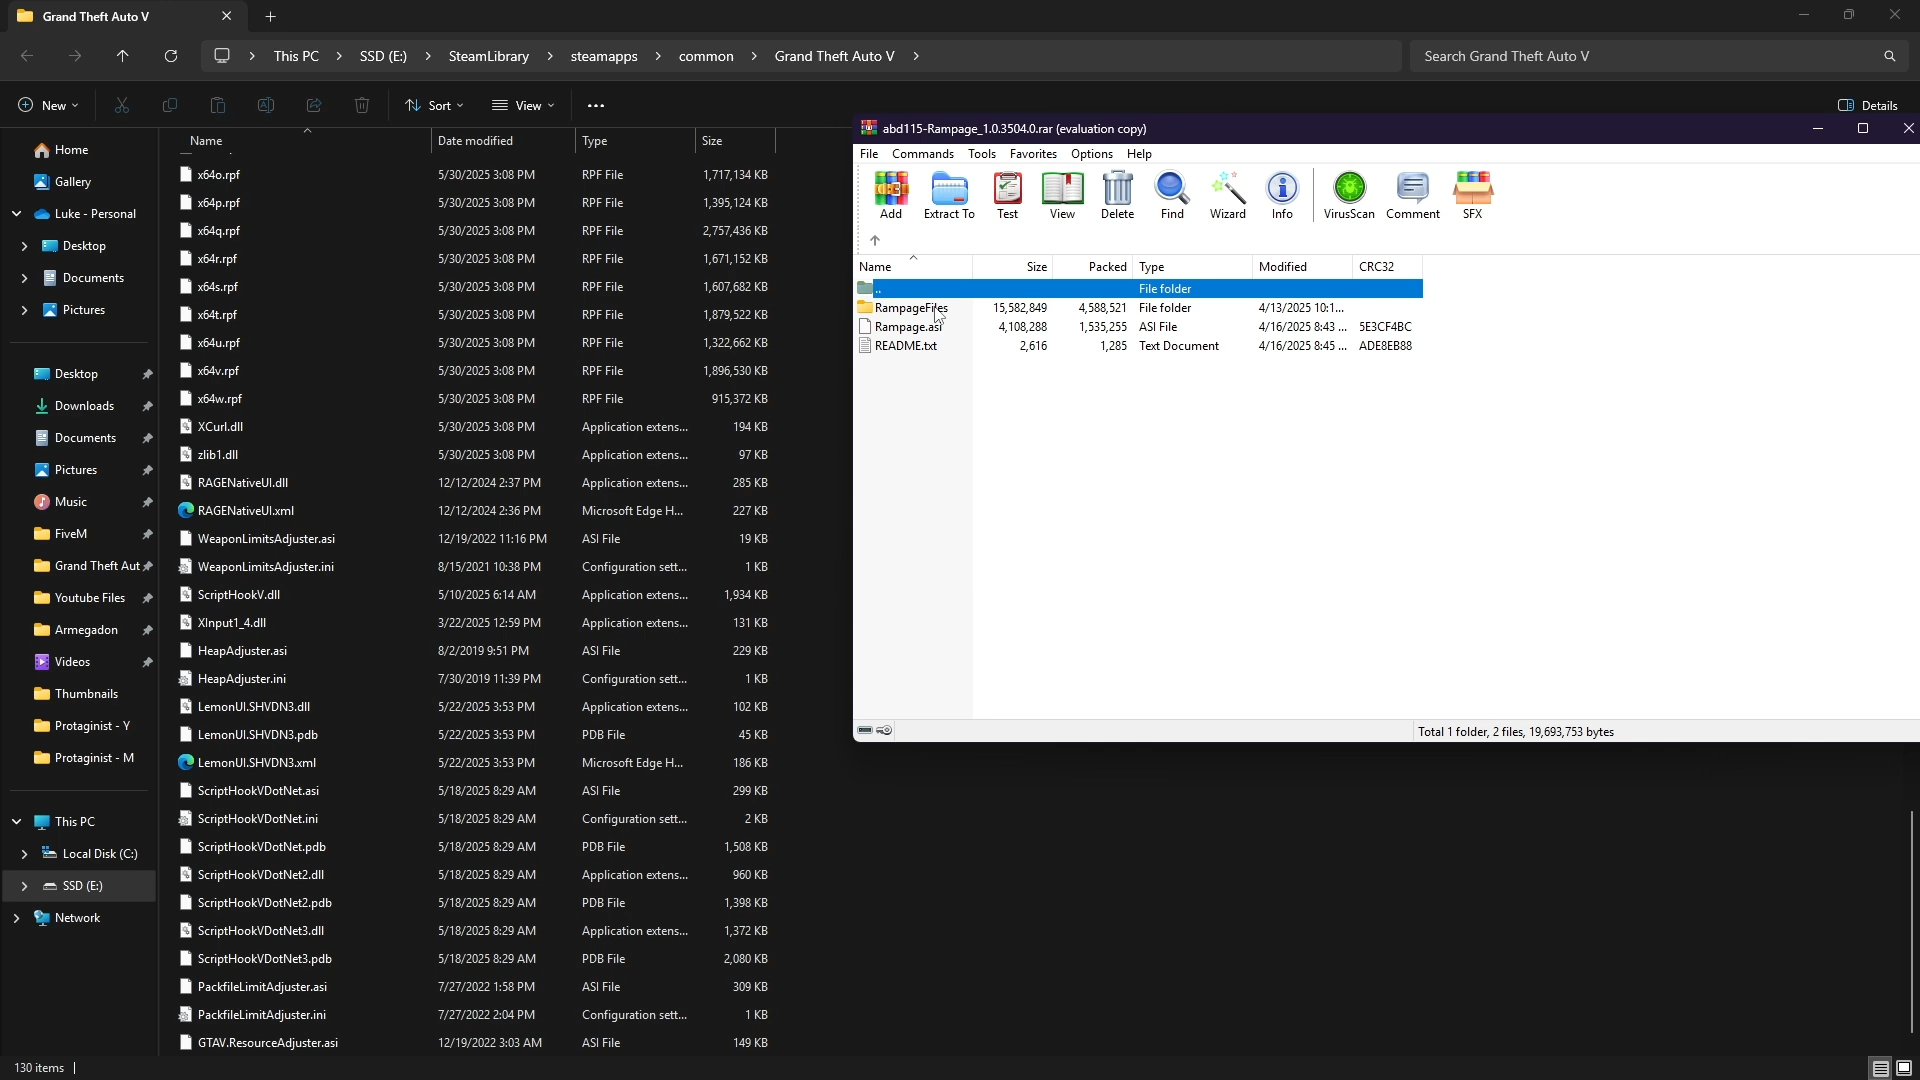 Grand Theft Auto V
This PC > SSD (E:) > SteamLibrary > steamapps > common > Grand Theft Auto V >
Search Grand Theft Auto V
New
Sort
View
Details
Home
Gallery
Luke - Personal
Desktop
Documents
Pictures
Desktop
Downloads
Documents
Pictures
Music
FiveM
Grand Theft Aut
Youtube Files
Armegadon
Videos
Thumbnails
Protaginist - Y
Protaginist - M
This PC
Local Disk (C:)
SSD (E:)
Network
Name Date modified Type Size
x64o.rpf 5/30/2025 3:08 PM RPF File 1,717,134 KB
x64p.rpf 5/30/2025 3:08 PM RPF File 1,395,124 KB
x64q.rpf 5/30/2025 3:08 PM RPF File 2,757,436 KB
x64r.rpf 5/30/2025 3:08 PM RPF File 1,671,152 KB
x64s.rpf 5/30/2025 3:08 PM RPF File 1,607,682 KB
x64t.rpf 5/30/2025 3:08 PM RPF File 1,879,522 KB
x64u.rpf 5/30/2025 3:08 PM RPF File 1,322,662 KB
x64v.rpf 5/30/2025 3:08 PM RPF File 1,896,530 KB
x64w.rpf 5/30/2025 3:08 PM RPF File 915,372 KB
XCurl.dll 5/30/2025 3:08 PM Application extens... 194 KB
zlib1.dll 5/30/2025 3:08 PM Application extens... 97 KB
RAGENativeUI.dll 12/12/2024 2:37 PM Application extens... 285 KB
RAGENativeUI.xml 12/12/2024 2:36 PM Microsoft Edge H... 227 KB
WeaponLimitsAdjuster.asi 12/19/2022 11:16 PM ASI File 19 KB
WeaponLimitsAdjuster.ini 8/15/2021 10:38 PM Configuration sett... 1 KB
ScriptHookV.dll 5/10/2025 6:14 AM Application extens... 1,934 KB
XInput1_4.dll 3/22/2025 12:59 PM Application extens... 131 KB
HeapAdjuster.asi 8/2/2019 9:51 PM ASI File 229 KB
HeapAdjuster.ini 7/30/2019 11:39 PM Configuration sett... 1 KB
LemonUI.SHVDN3.dll 5/22/2025 3:53 PM Application extens... 102 KB
LemonUI.SHVDN3.pdb 5/22/2025 3:53 PM PDB File 45 KB
LemonUI.SHVDN3.xml 5/22/2025 3:53 PM Microsoft Edge H... 186 KB
ScriptHookVDotNet.asi 5/18/2025 8:29 AM ASI File 299 KB
ScriptHookVDotNet.ini 5/18/2025 8:29 AM Configuration sett... 2 KB
ScriptHookVDotNet.pdb 5/18/2025 8:29 AM PDB File 1,508 KB
ScriptHookVDotNet2.dll 5/18/2025 8:29 AM Application extens... 960 KB
ScriptHookVDotNet2.pdb 5/18/2025 8:29 AM PDB File 1,398 KB
ScriptHookVDotNet3.dll 5/18/2025 8:29 AM Application extens... 1,372 KB
ScriptHookVDotNet3.pdb 5/18/2025 8:29 AM PDB File 2,080 KB
PackfileLimitAdjuster.asi 7/27/2022 1:58 PM ASI File 309 KB
PackfileLimitAdjuster.ini 7/27/2022 2:04 PM Configuration sett... 1 KB
GTAV.ResourceAdjuster.asi 12/19/2022 3:03 AM ASI File 149 KB
130 items
abd115-Rampage_1.0.3504.0.rar (evaluation copy)
File Commands Tools Favorites Options Help
Add Extract To Test View Delete Find Wizard Info VirusScan Comment SFX
Name Size Packed Type Modified CRC32
.. File folder
RampageFiles 15,582,849 4,588,521 File folder 4/13/2025 10:1...
Rampage.asi 4,108,288 1,535,255 ASI File 4/16/2025 8:43 ... 5E3CF4BC
README.txt 2,616 1,285 Text Document 4/16/2025 8:45 ... ADE8EB88
Total 1 folder, 2 files, 19,693,753 bytes